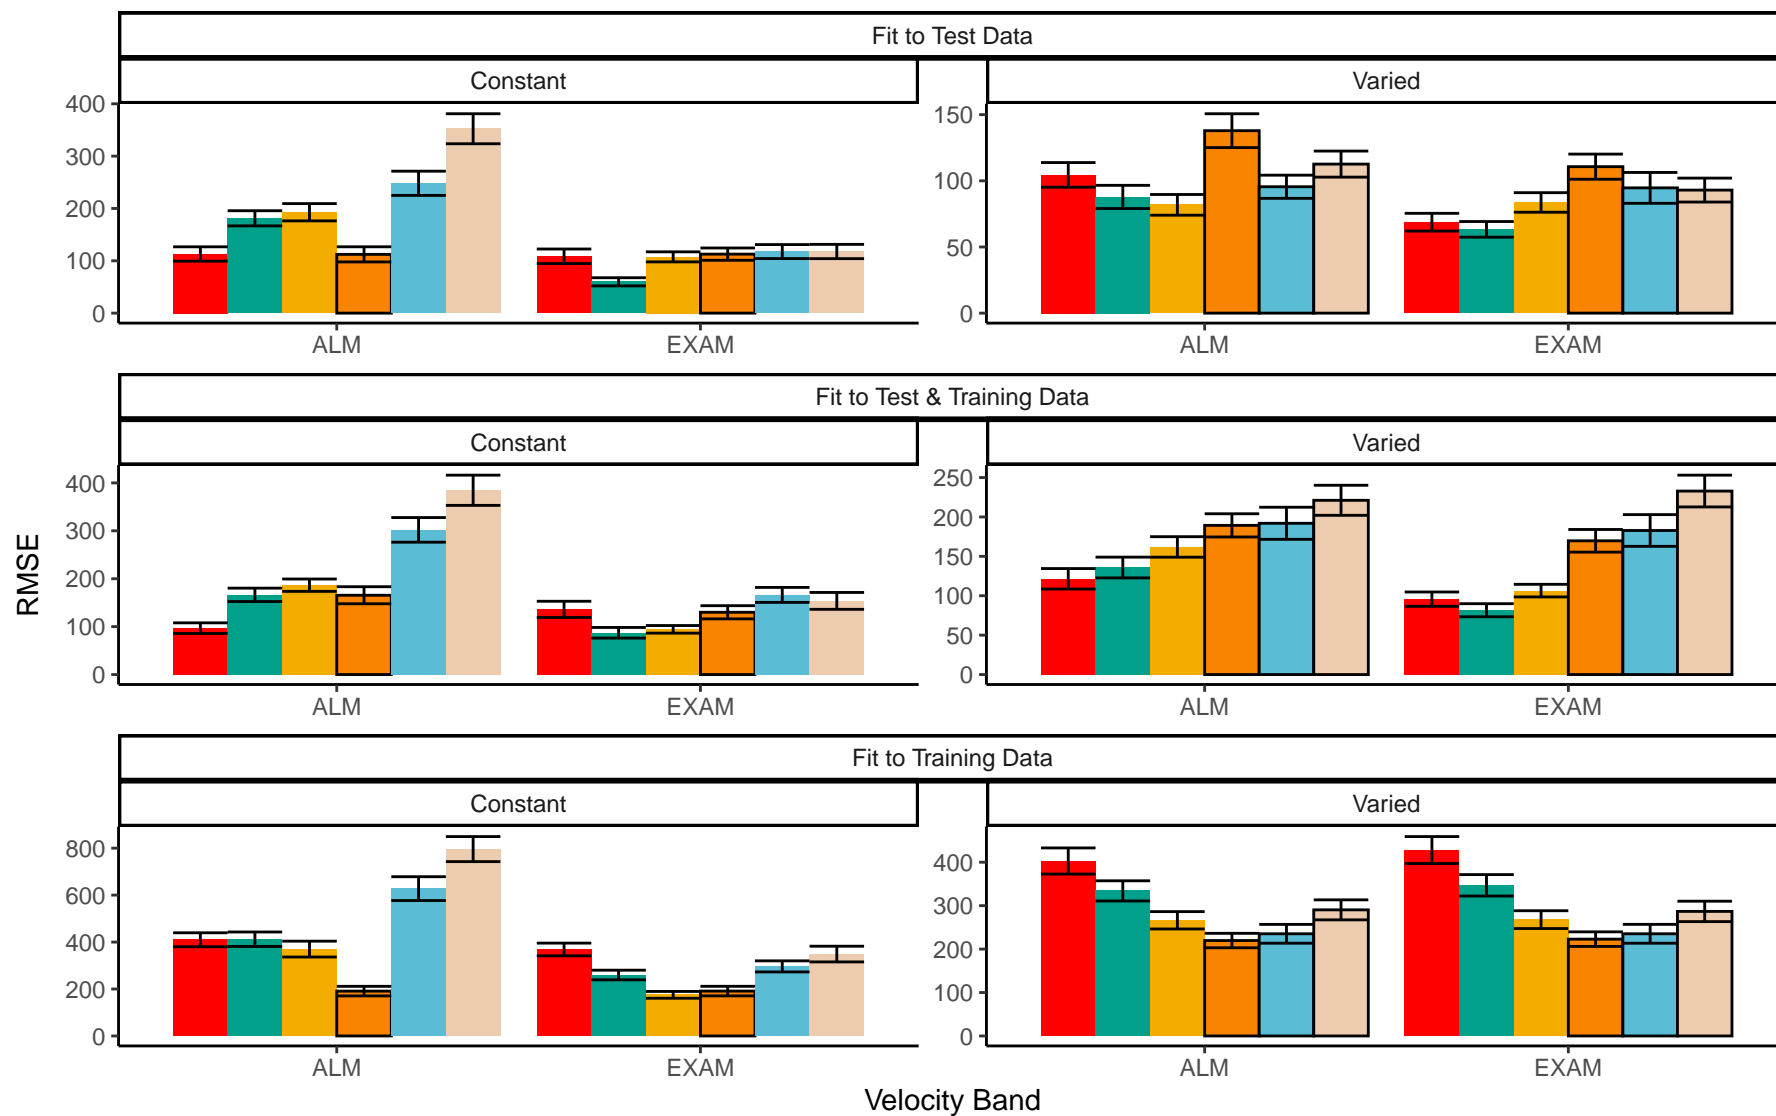 Fit to Test Data
Constant
Varied
400
300
200
100
0
150
100
50
0
ALM
EXAM
ALM
EXAM
Fit to Test & Training Data
Constant
Varied
400
300
200
100
0
250
200
150
100
50
0
ALM
EXAM
ALM
EXAM
RMSE
Fit to Training Data
Constant
Varied
800
600
400
200
0
400
300
200
100
0
ALM
EXAM
ALM
EXAM
Velocity Band